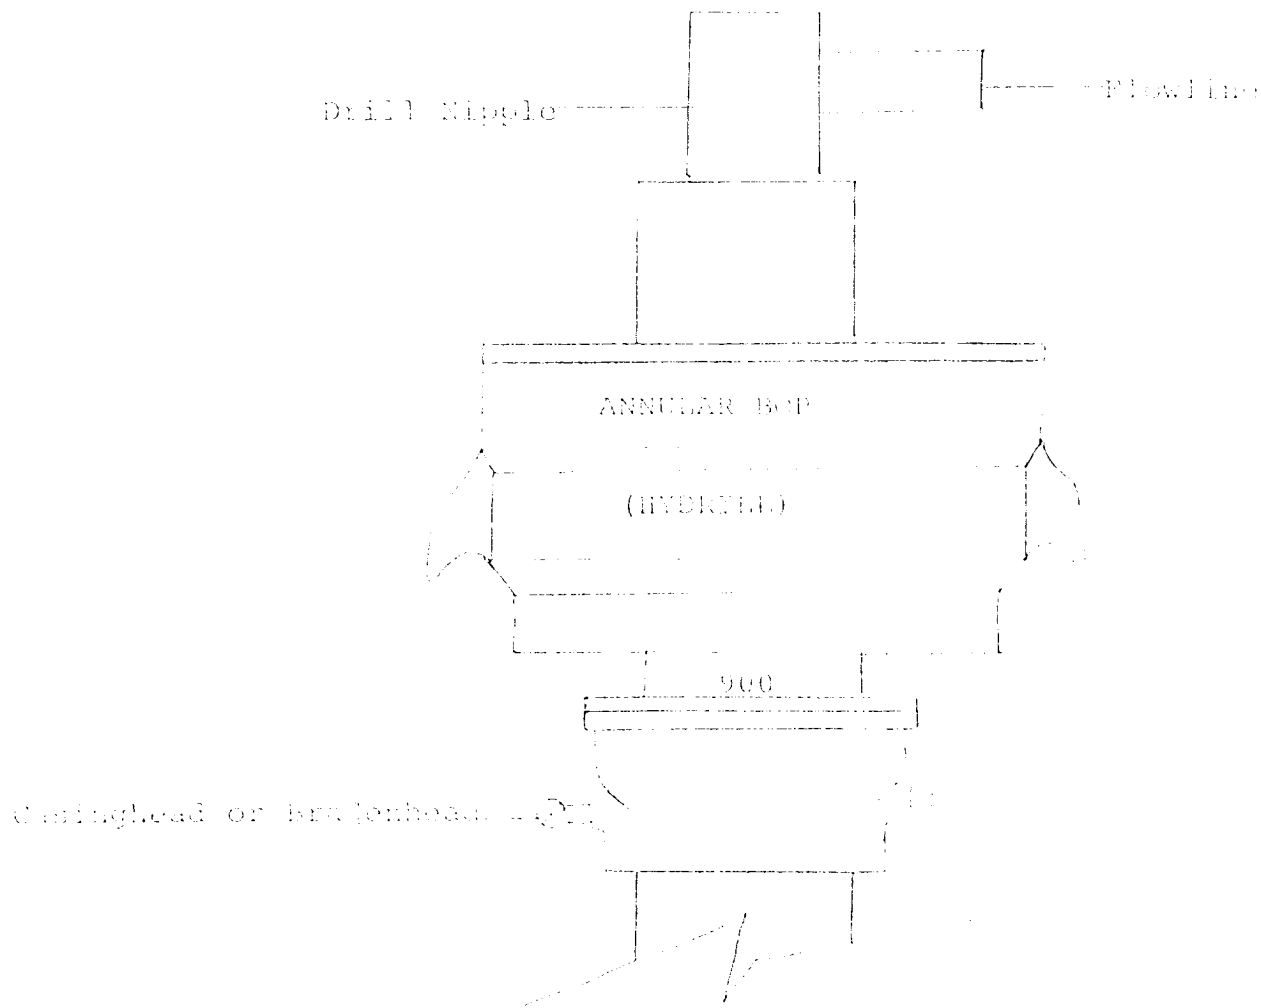 Flowline
Drill Nipple
ANNULAR BOP
(HYDRILL)
900
Casinghead or Bradenhead